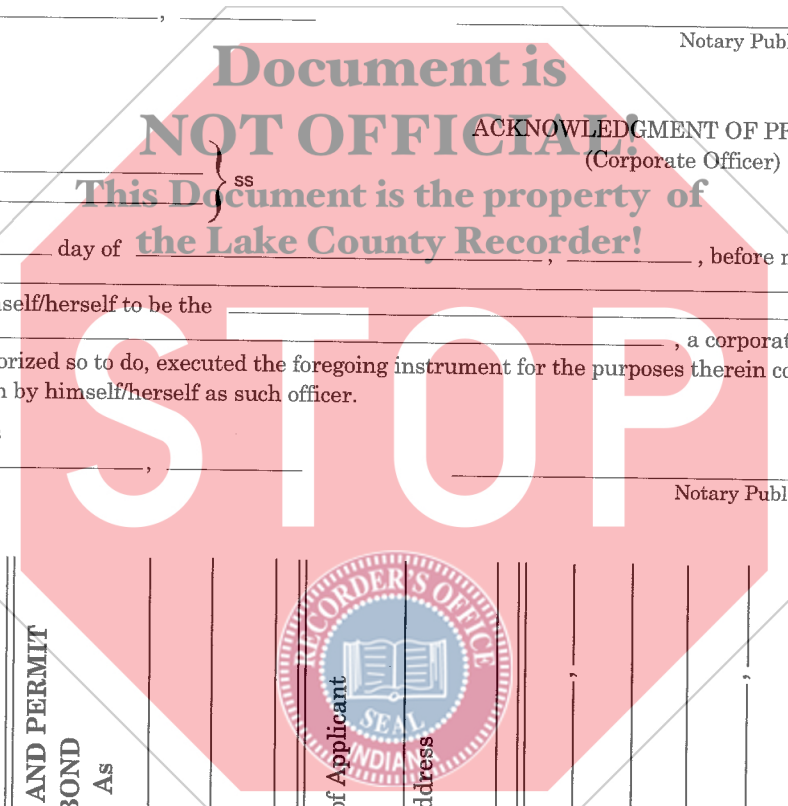 Notary Publ
Document is
NOT OFFICIAL!
ACKNOWLEDGMENT OF PR
(Corporate Officer)
ss
This Document is the property of
the Lake County Recorder!
day of , , before
self/herself to be the
, a corporat
orized so to do, executed the foregoing instrument for the purposes therein co
by himself/herself as such officer.
STOP
,
Notary Publ
AND PERMIT
BOND
As
of Applicant
ddress
RECORDER'S OFFICE
SEAL
INDIANA